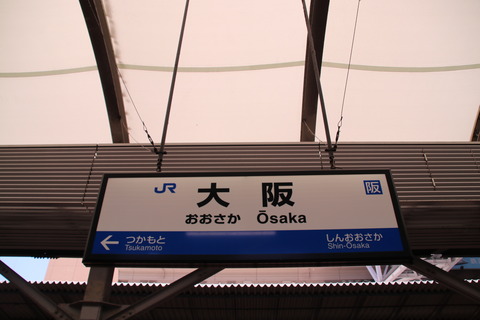 JR 大阪 阪
おおさか Ōsaka
← つかもと しんおおさか
Tsukamoto Shin-Ōsaka